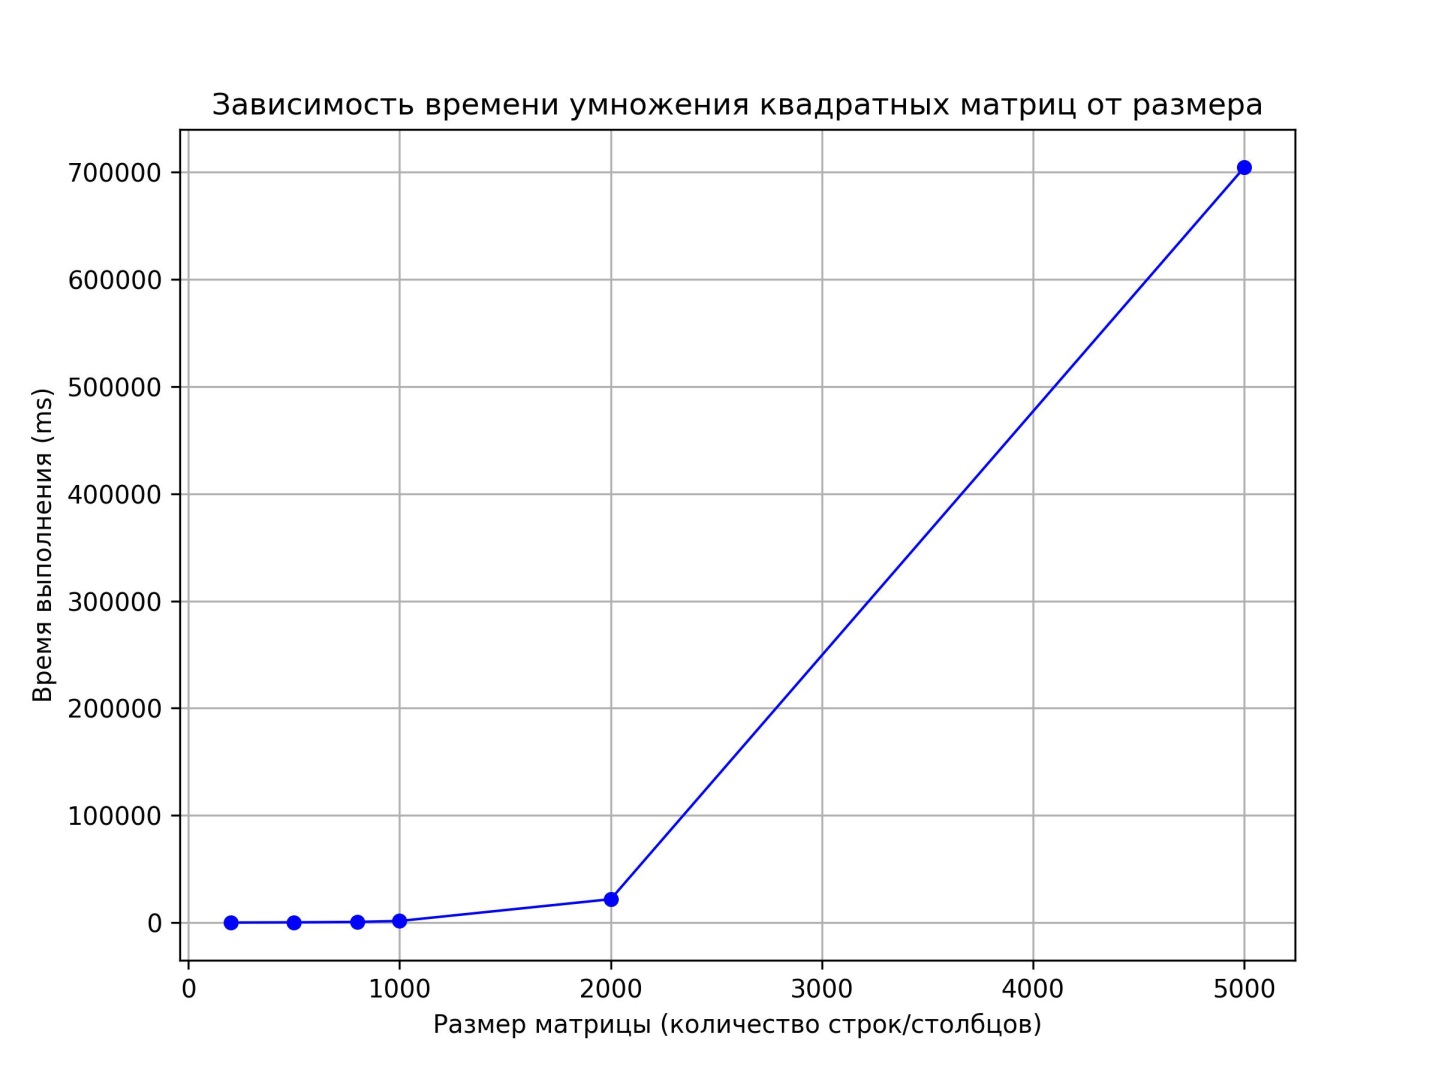 Зависимость времени умножения квадратных матриц от размера
700000
600000
500000
400000
300000
200000
100000
0
Время выполнения (ms)
0 1000 2000 3000 4000 5000
Размер матрицы (количество строк/столбцов)